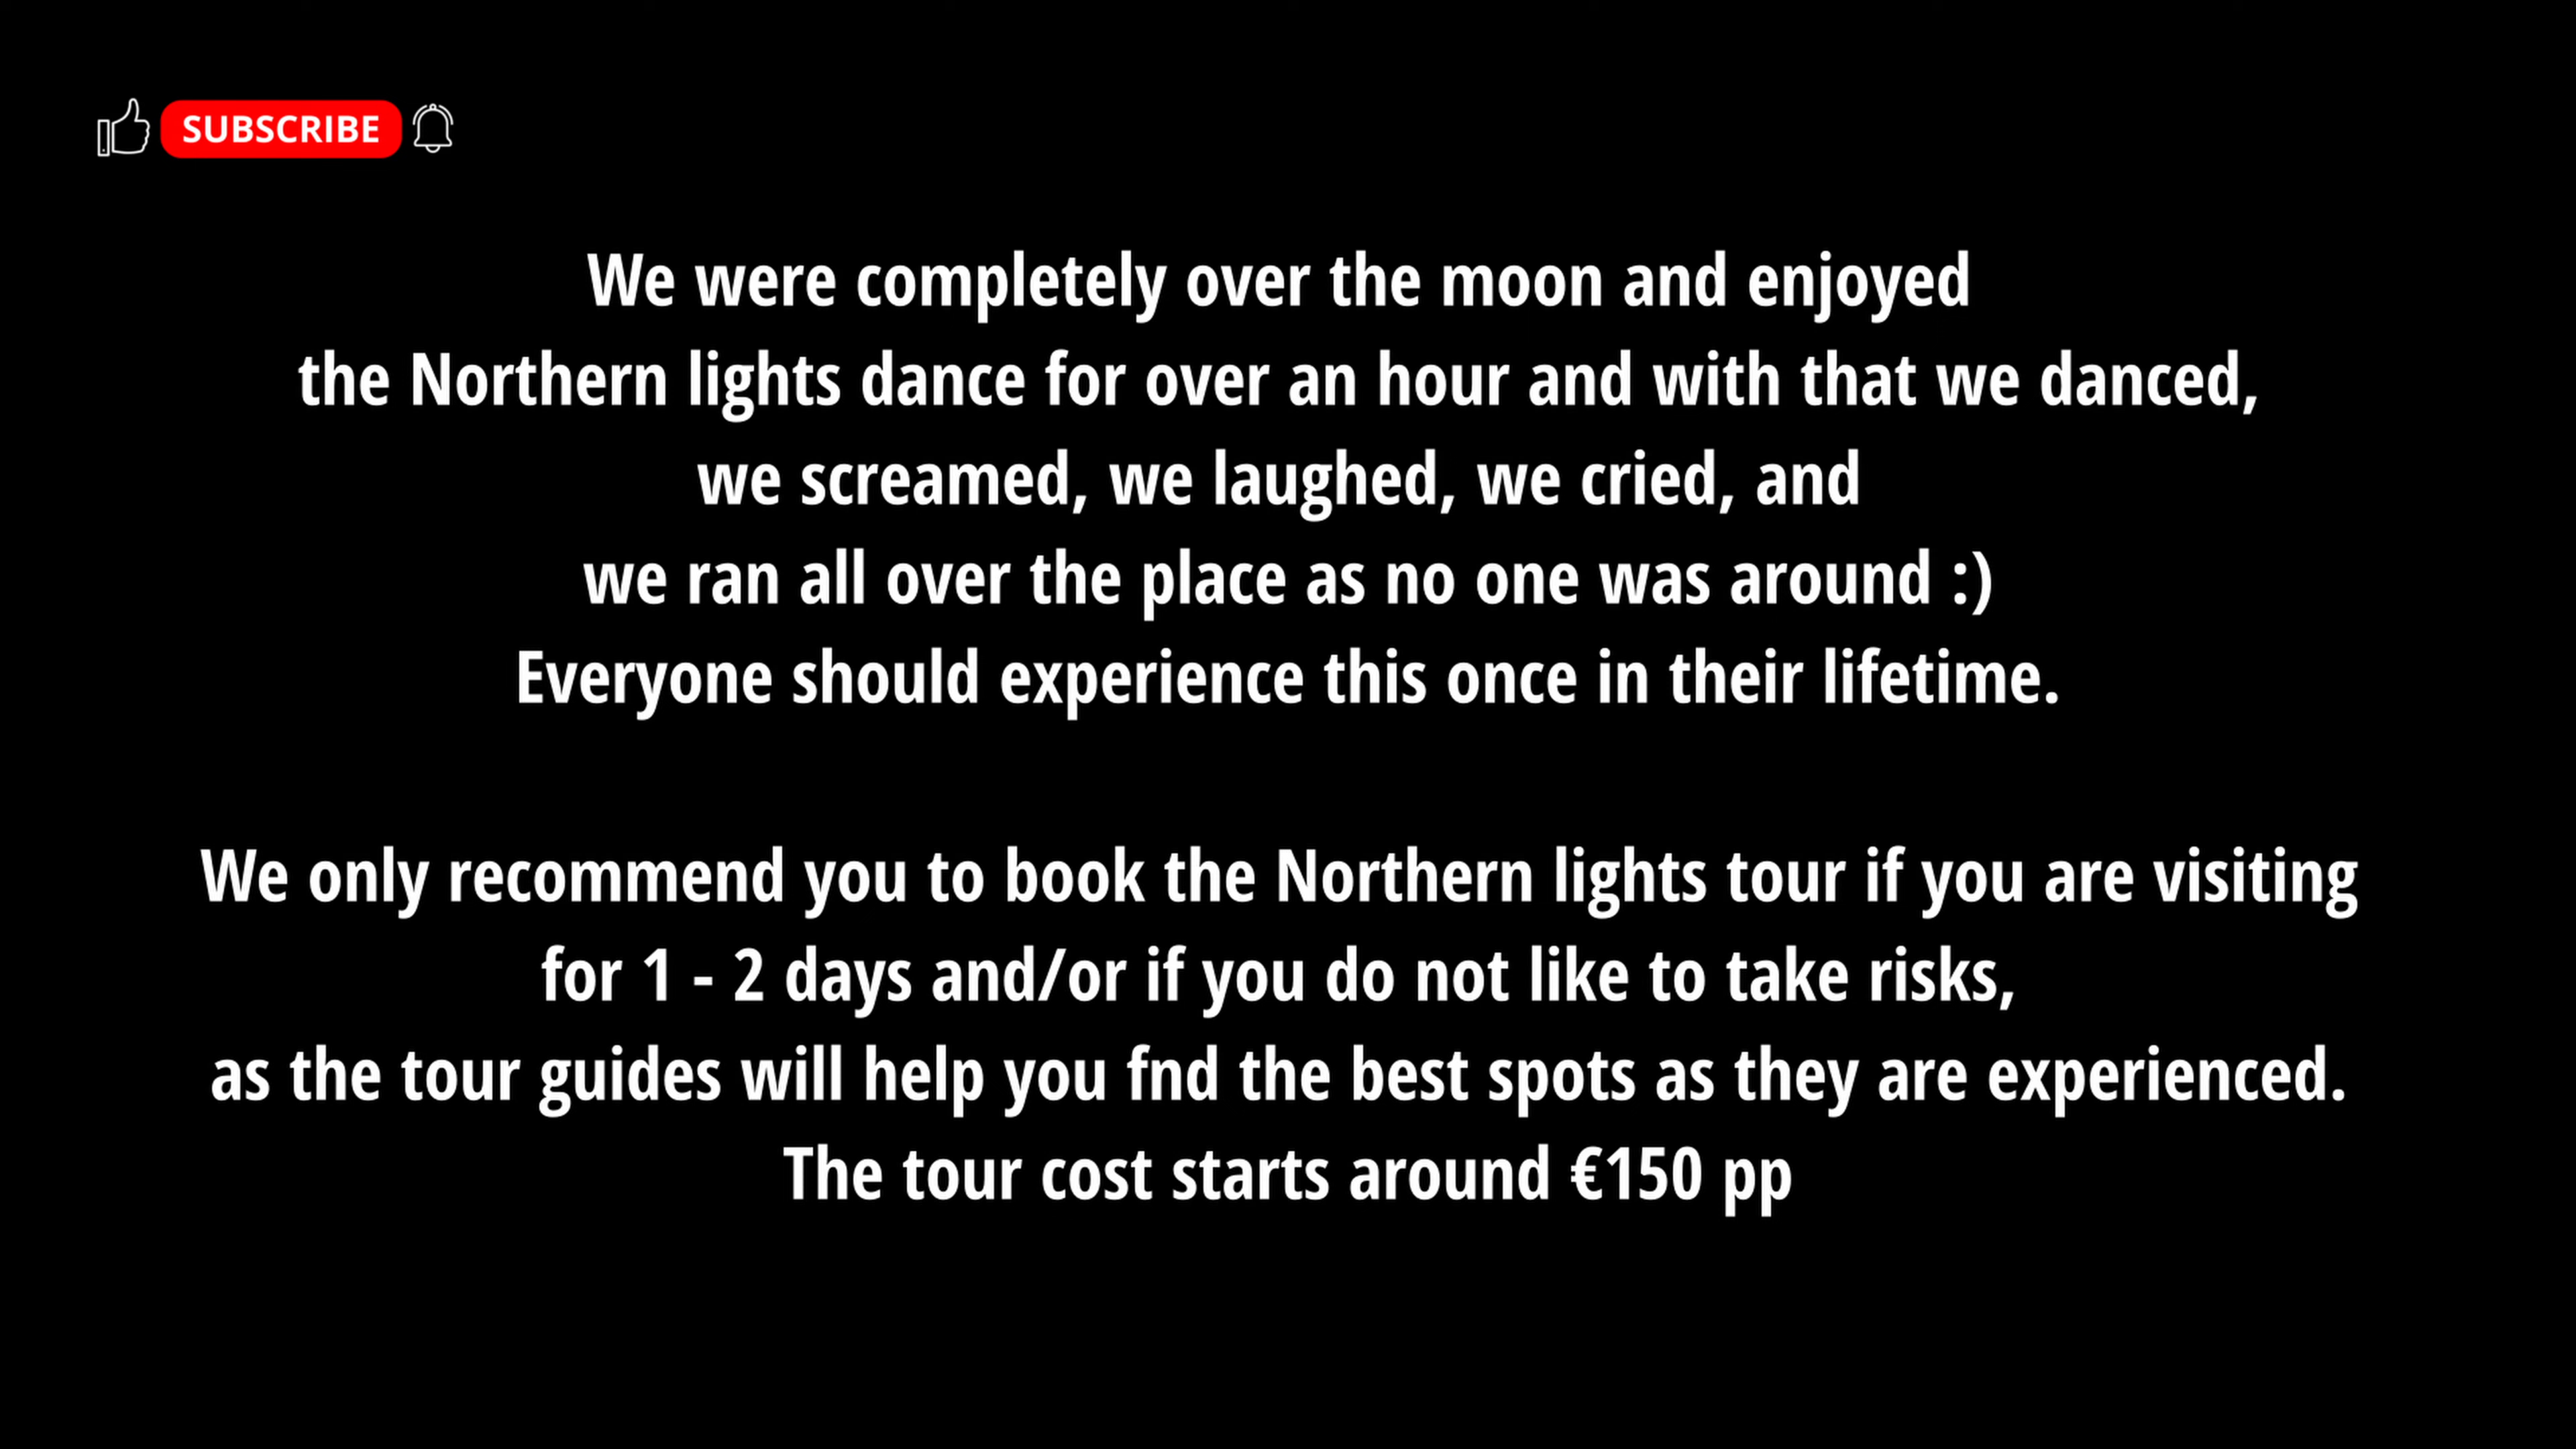 SUBSCRIBE
We were completely over the moon and enjoyed
the Northern lights dance for over an hour and with that we danced,
we screamed, we laughed, we cried, and
we ran all over the place as no one was around :)
Everyone should experience this once in their lifetime.
We only recommend you to book the Northern lights tour if you are visiting
for 1 - 2 days and/or if you do not like to take risks,
as the tour guides will help you fnd the best spots as they are experienced.
The tour cost starts around €150 pp